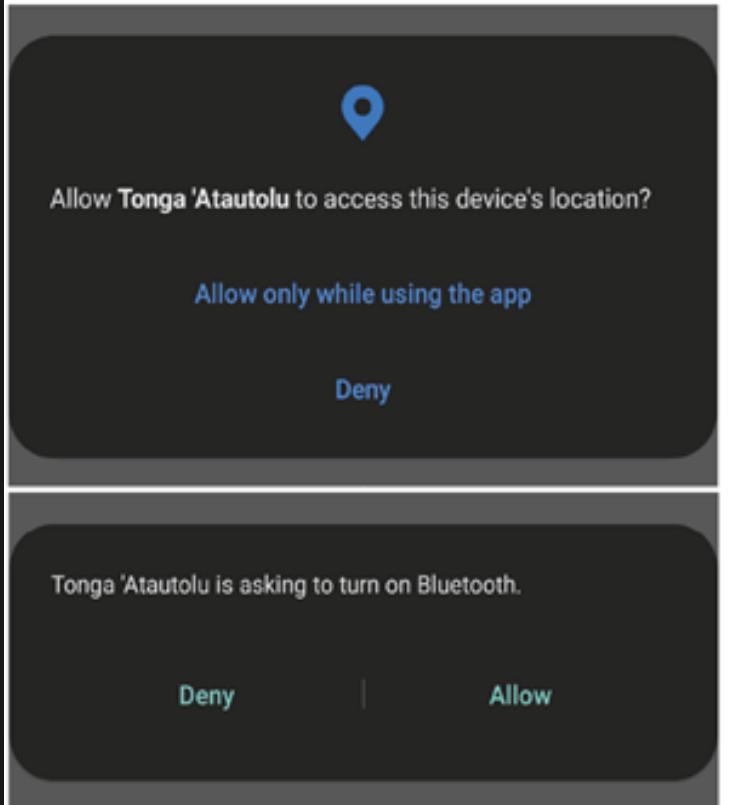 Allow Tonga 'Atautolu to access this device's location?
Allow only while using the app
Deny
Tonga 'Atautolu is asking to turn on Bluetooth.
Deny
Allow